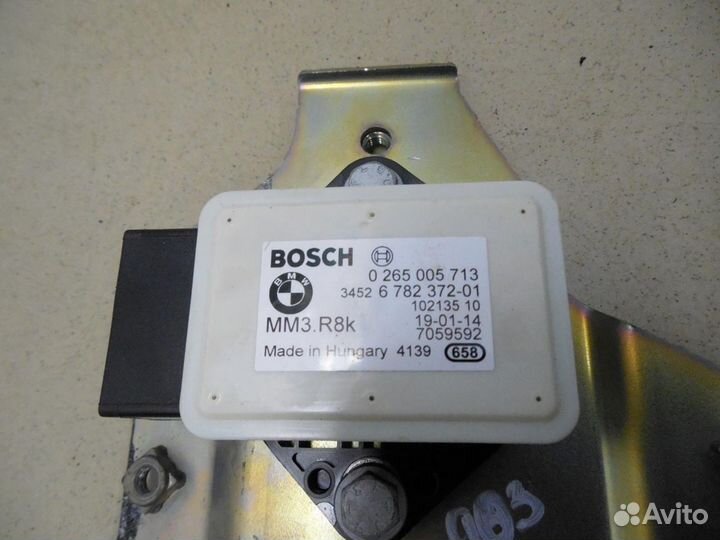 BOSCH
0 265 005 713
BMW
3452 6 782 372-01
102135 10
MM3.R8k
19-01-14
7059592
Made in Hungary 4139 658
003
Avito